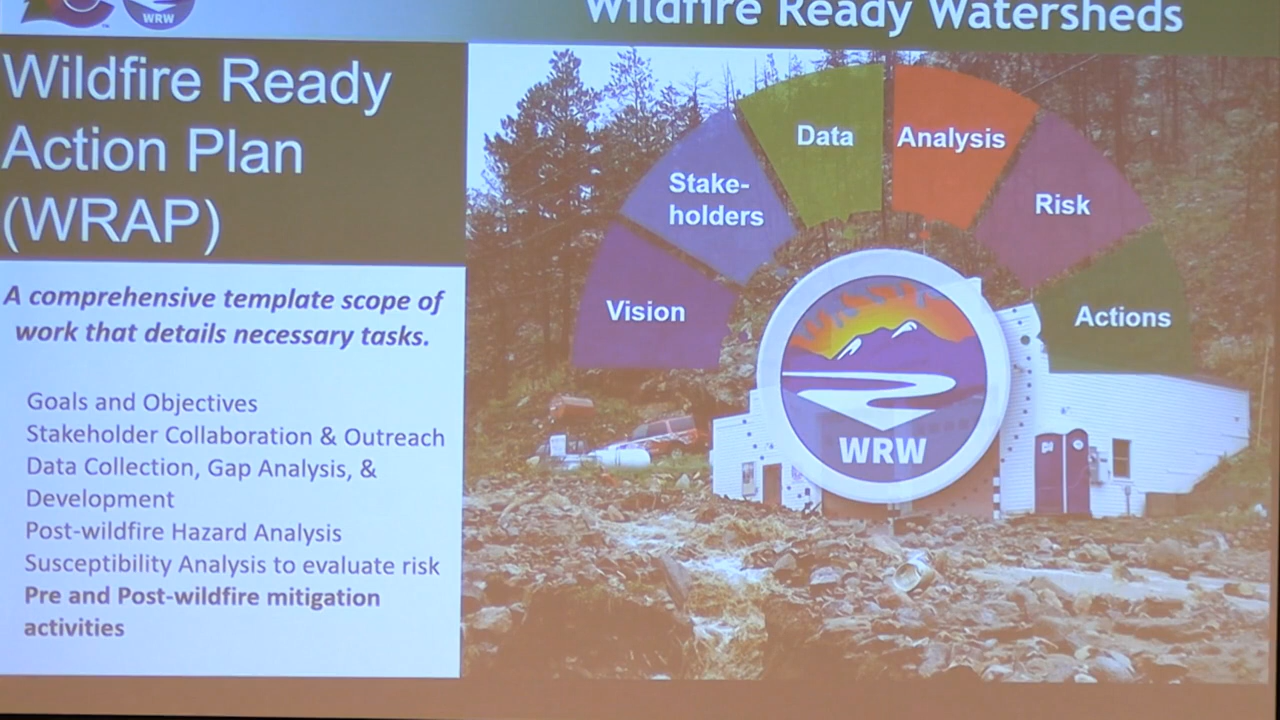 WRW
Wildfire Ready Watersheds
Wildfire Ready
Action Plan
(WRAP)
A comprehensive template scope of
work that details necessary tasks.
Goals and Objectives
Stakeholder Collaboration & Outreach
Data Collection, Gap Analysis, &
Development
Post-wildfire Hazard Analysis
Susceptibility Analysis to evaluate risk
Pre and Post-wildfire mitigation
activities
Vision
Stake-
holders
Data
Analysis
Risk
Actions
WRW